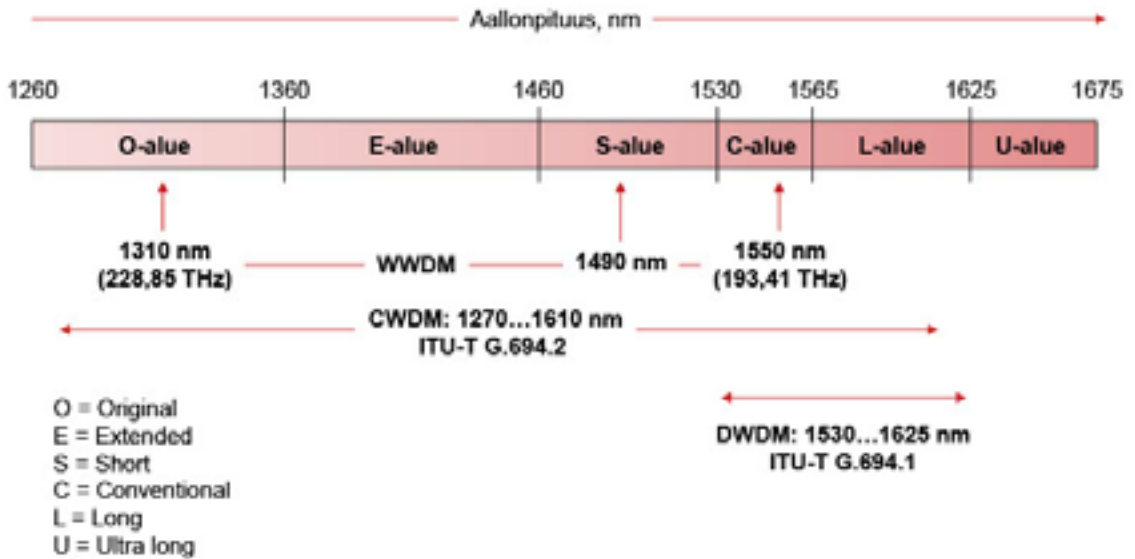 Aallonpituus, nm
1260 1360 1460 1530 1565 1625 1675
O-alue E-alue S-alue C-alue L-alue U-alue
1310 nm
(228,85 THz)
WWDM
1490 nm
1550 nm
(193,41 THz)
CWDM: 1270...1610 nm
ITU-T G.694.2
DWDM: 1530...1625 nm
ITU-T G.694.1
O = Original
E = Extended
S = Short
C = Conventional
L = Long
U = Ultra long